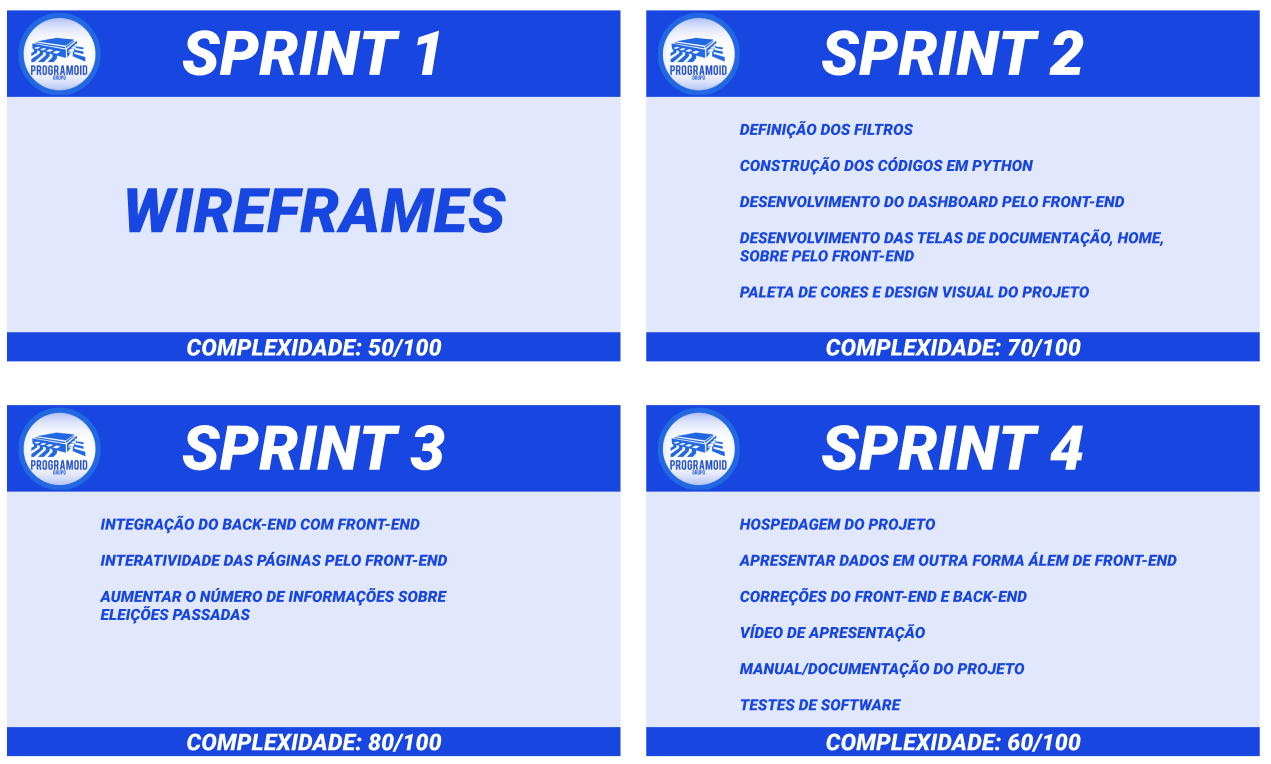 PROGRAMOID
GRUPO
SPRINT 1
WIREFRAMES
COMPLEXIDADE: 50/100
PROGRAMOID
GRUPO
SPRINT 2
DEFINIÇÃO DOS FILTROS
CONSTRUÇÃO DOS CÓDIGOS EM PYTHON
DESENVOLVIMENTO DO DASHBOARD PELO FRONT-END
DESENVOLVIMENTO DAS TELAS DE DOCUMENTAÇÃO, HOME,
SOBRE PELO FRONT-END
PALETA DE CORES E DESIGN VISUAL DO PROJETO
COMPLEXIDADE: 70/100
PROGRAMOID
GRUPO
SPRINT 3
INTEGRAÇÃO DO BACK-END COM FRONT-END
INTERATIVIDADE DAS PÁGINAS PELO FRONT-END
AUMENTAR O NÚMERO DE INFORMAÇÕES SOBRE
ELEIÇÕES PASSADAS
COMPLEXIDADE: 80/100
PROGRAMOID
GRUPO
SPRINT 4
HOSPEDAGEM DO PROJETO
APRESENTAR DADOS EM OUTRA FORMA ÁLEM DE FRONT-END
CORREÇÕES DO FRONT-END E BACK-END
VÍDEO DE APRESENTAÇÃO
MANUAL/DOCUMENTAÇÃO DO PROJETO
TESTES DE SOFTWARE
COMPLEXIDADE: 60/100